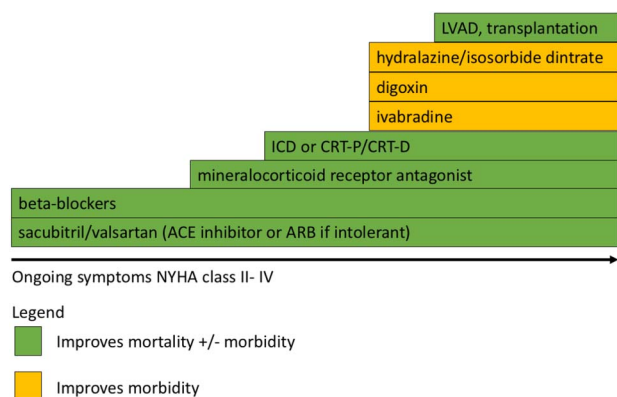 LVAD, transplantation
hydralazine/isosorbide dintrate
digoxin
ivabradine
ICD or CRT-P/CRT-D
mineralocorticoid receptor antagonist
beta-blockers
sacubitril/valsartan (ACE inhibitor or ARB if intolerant)
Ongoing symptoms NYHA class II- IV
Legend
Improves mortality +/- morbidity
Improves morbidity